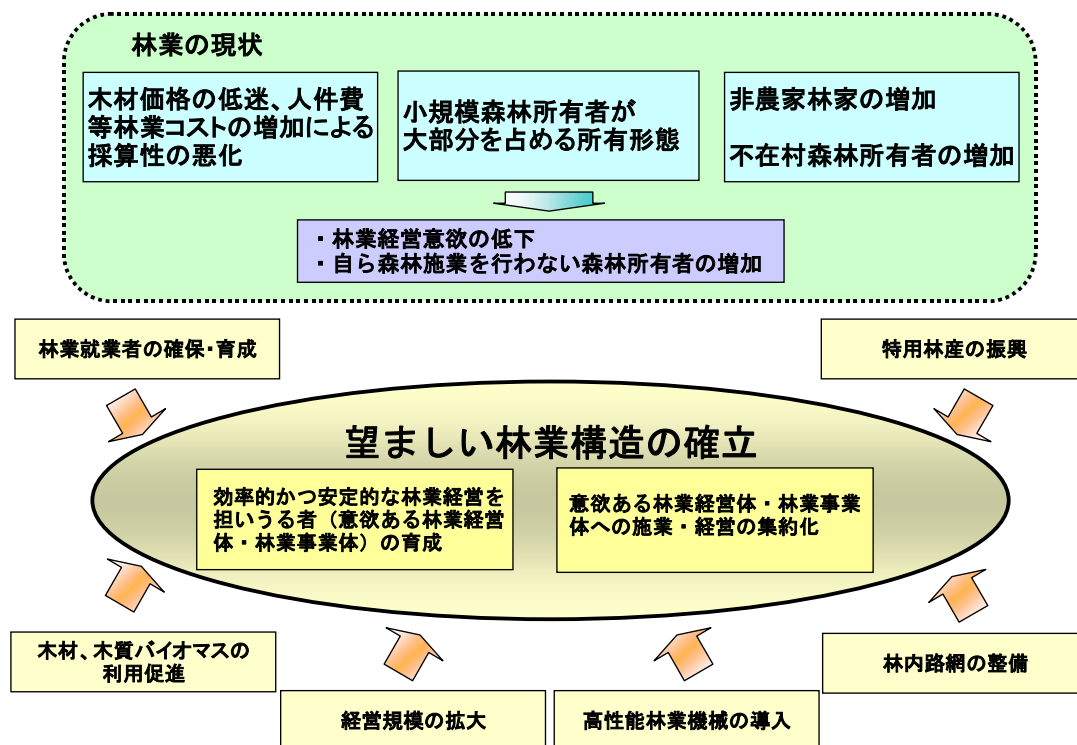 林業の現状
木材価格の低迷、人件費
等林業コストの増加による
採算性の悪化
小規模森林所有者が
大部分を占める所有形態
非農家林家の増加
不在村森林所有者の増加
・林業経営意欲の低下
・自ら森林施業を行わない森林所有者の増加
林業就業者の確保・育成
特用林産の振興
望ましい林業構造の確立
効率的かつ安定的な林業経営を
担いうる者（意欲ある林業経営
体・林業事業体）の育成
意欲ある林業経営体・林業事業
体への施業・経営の集約化
木材、木質バイオマスの
利用促進
林内路網の整備
経営規模の拡大
高性能林業機械の導入